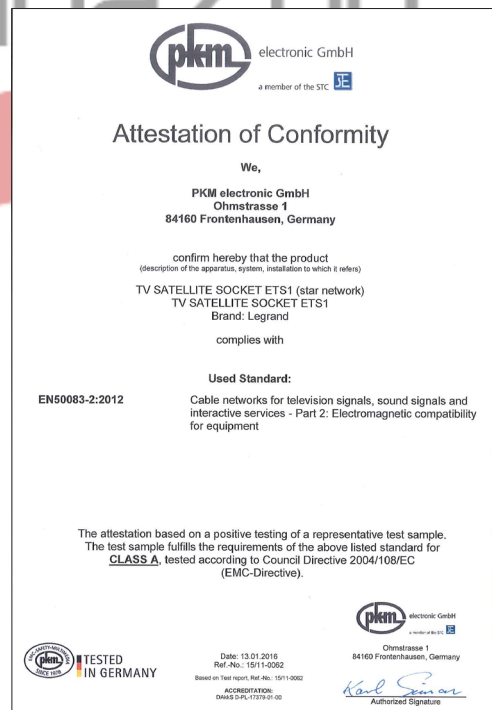 pkm electronic GmbH
a member of the STC
Attestation of Conformity
We,
PKM electronic GmbH
Ohmstrasse 1
84160 Frontenhausen, Germany
confirm hereby that the product
(description of the apparatus, system, installation to which it refers)
TV SATELLITE SOCKET ETS1 (star network)
TV SATELLITE SOCKET ETS1
Brand: Legrand
complies with
Used Standard:
EN50083-2:2012
Cable networks for television signals, sound signals and
interactive services - Part 2: Electromagnetic compatibility
for equipment
The attestation based on a positive testing of a representative test sample.
The test sample fulfills the requirements of the above listed standard for
CLASS A, tested according to Council Directive 2004/108/EC
(EMC-Directive).
pkm electronic GmbH
a member of the STC
Ohmstrasse 1
84160 Frontenhausen, Germany
EMC-SAFETY-MULTIMEDIA
pkm
SINCE 1978
TESTED
IN GERMANY
Date: 13.01.2016
Ref.-No.: 15/11-0062
Based on Test report, Ref.-No.: 15/11-0062
ACCREDITATION:
DAkkS D-PL-17379-01-00
Authorized Signature